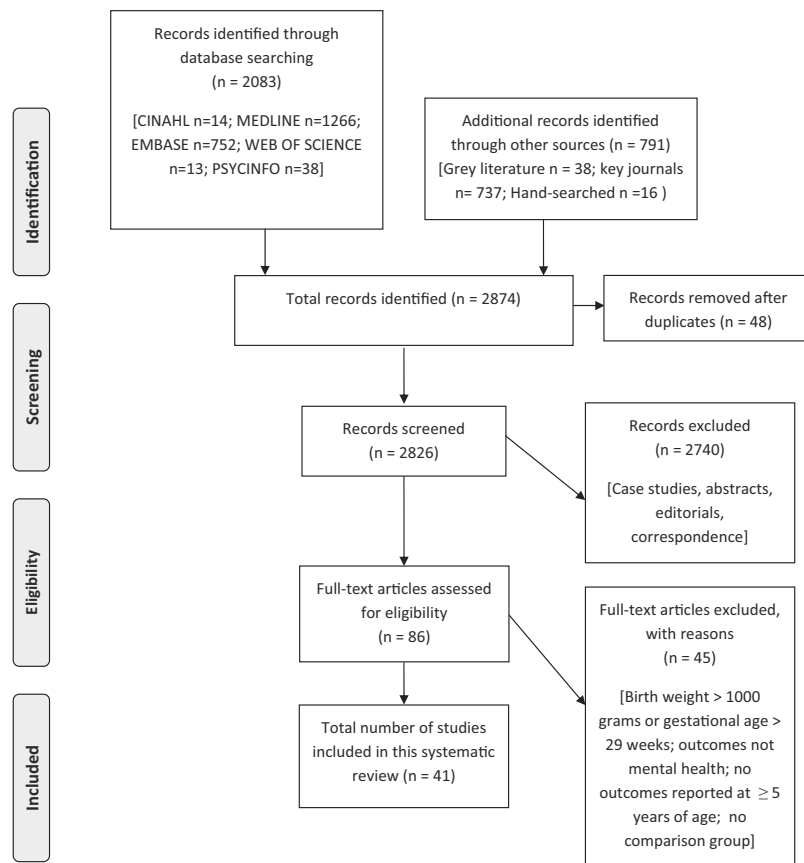 Records identified through
database searching
(n = 2083)
[CINAHL n=14; MEDLINE n=1266;
EMBASE n=752; WEB OF SCIENCE
n=13; PSYCINFO n=38]
Additional records identified
through other sources (n = 791)
[Grey literature n = 38; key journals
n= 737; Hand-searched n =16 )
Identification
Total records identified (n = 2874)
Records removed after
duplicates (n = 48)
Screening
Records screened
(n = 2826)
Records excluded
(n = 2740)
[Case studies, abstracts,
editorials,
correspondence]
Eligibility
Full-text articles assessed
for eligibility
(n = 86)
Full-text articles excluded,
with reasons
(n = 45)
[Birth weight > 1000
grams or gestational age >
29 weeks; outcomes not
mental health; no
outcomes reported at ≥ 5
years of age; no
comparison group]
Included
Total number of studies
included in this systematic
review (n = 41)